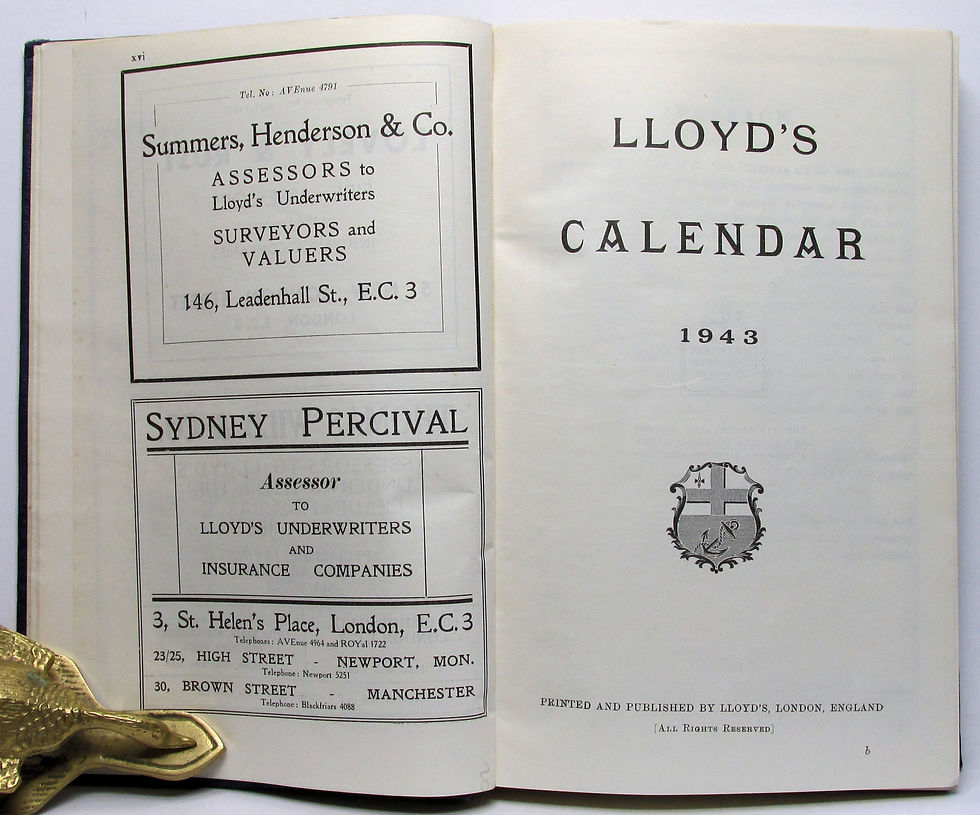 xvi
Tel. No: AVEnue 4791
Summers, Henderson & Co.
ASSESSORS to
Lloyd's Underwriters
SURVEYORS and
VALUERS
146, Leadenhall St., E.C. 3
SYDNEY PERCIVAL
Assessor
TO
LLOYD'S UNDERWRITERS
AND
INSURANCE COMPANIES
3, St. Helen's Place, London, E.C. 3
Telephones: AVEnue 4964 and ROYal 1722
23/25, HIGH STREET - NEWPORT, MON.
Telephone: Newport 5251
30, BROWN STREET - MANCHESTER
Telephone: Blackfriars 4088
LLOYD'S
CALENDAR
1943
PRINTED AND PUBLISHED BY LLOYD'S, LONDON, ENGLAND
[ALL RIGHTS RESERVED]
b